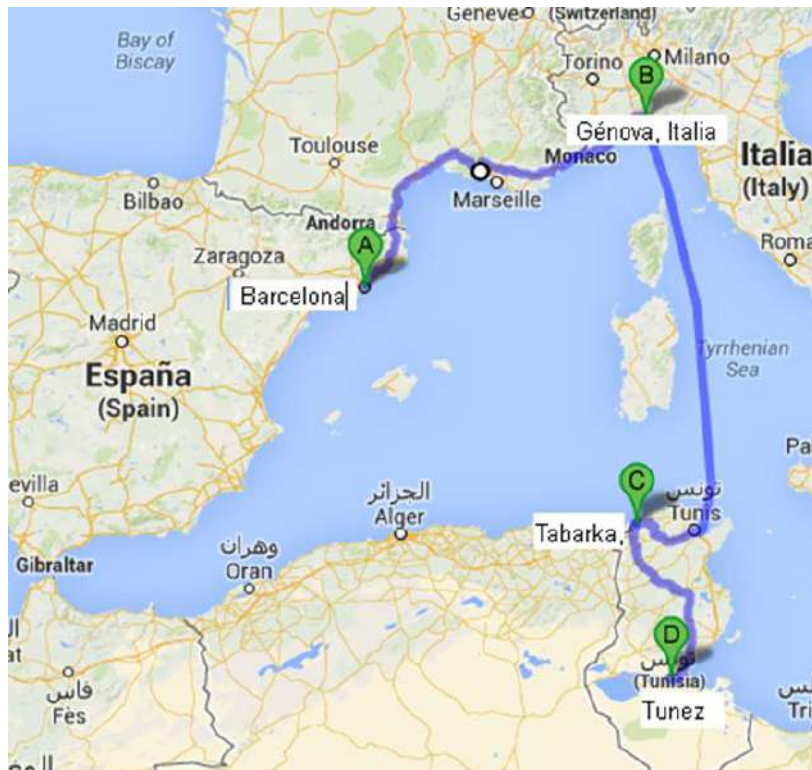 Geneve
(Switzerland)
Bay of
Biscay
Torino
Milano
B
Génova, Italia
Toulouse
Monaco
Italia
(Italy)
Marseille
Bilbao
Andorra
A
Roma
Zaragoza
Barcelona
Madrid
Tyrrhenian
Sea
España
(Spain)
Pa
evilla
C
تونس
Tunis
الجزائر
Alger
Tabarka,
وهران
Oran
Gibraltar
D
تونس
(Tunisia)
at
فاس
Fès
Tunez
Tri